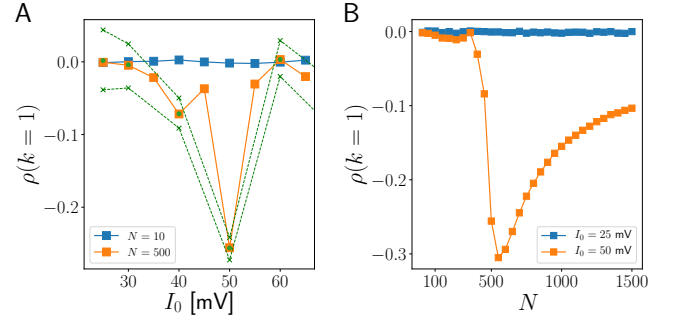 A
0.0
−0.1
−0.2
ρ(k = 1)
N = 10
N = 500
30
40
50
60
I₀ [mV]
B
0.0
−0.1
−0.2
−0.3
ρ(k = 1)
I₀ = 25 mV
I₀ = 50 mV
100
500
1000
1500
N